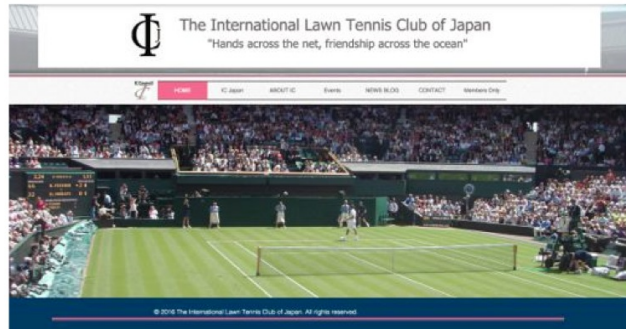 The International Lawn Tennis Club of Japan
"Hands across the net, friendship across the ocean"
HOME IC Japan ABOUT IC Events NEWS BLOG CONTACT Members Only
© 2016 The International Lawn Tennis Club of Japan. All rights reserved.